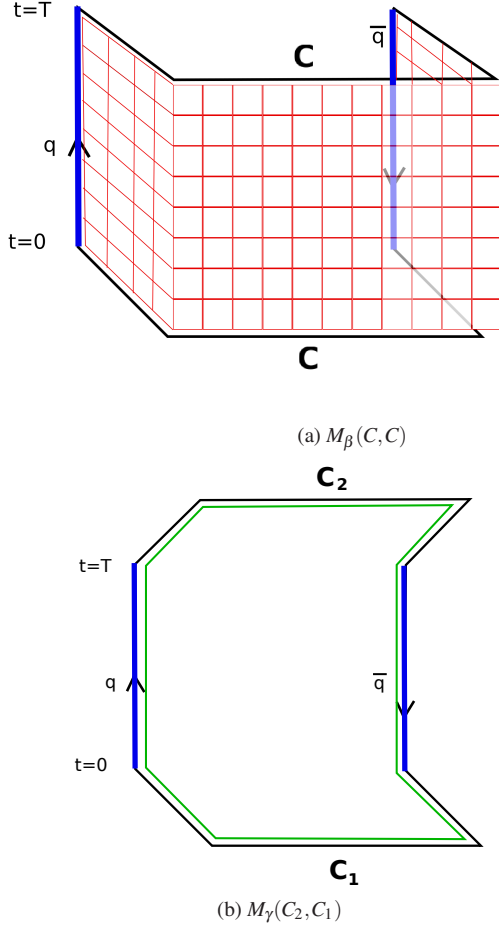 t=T
q̅
C
q
t=0
C
(a) M_β(C,C)
C₂
t=T
q
q̅
t=0
C₁
(b) M_γ(C₂,C₁)